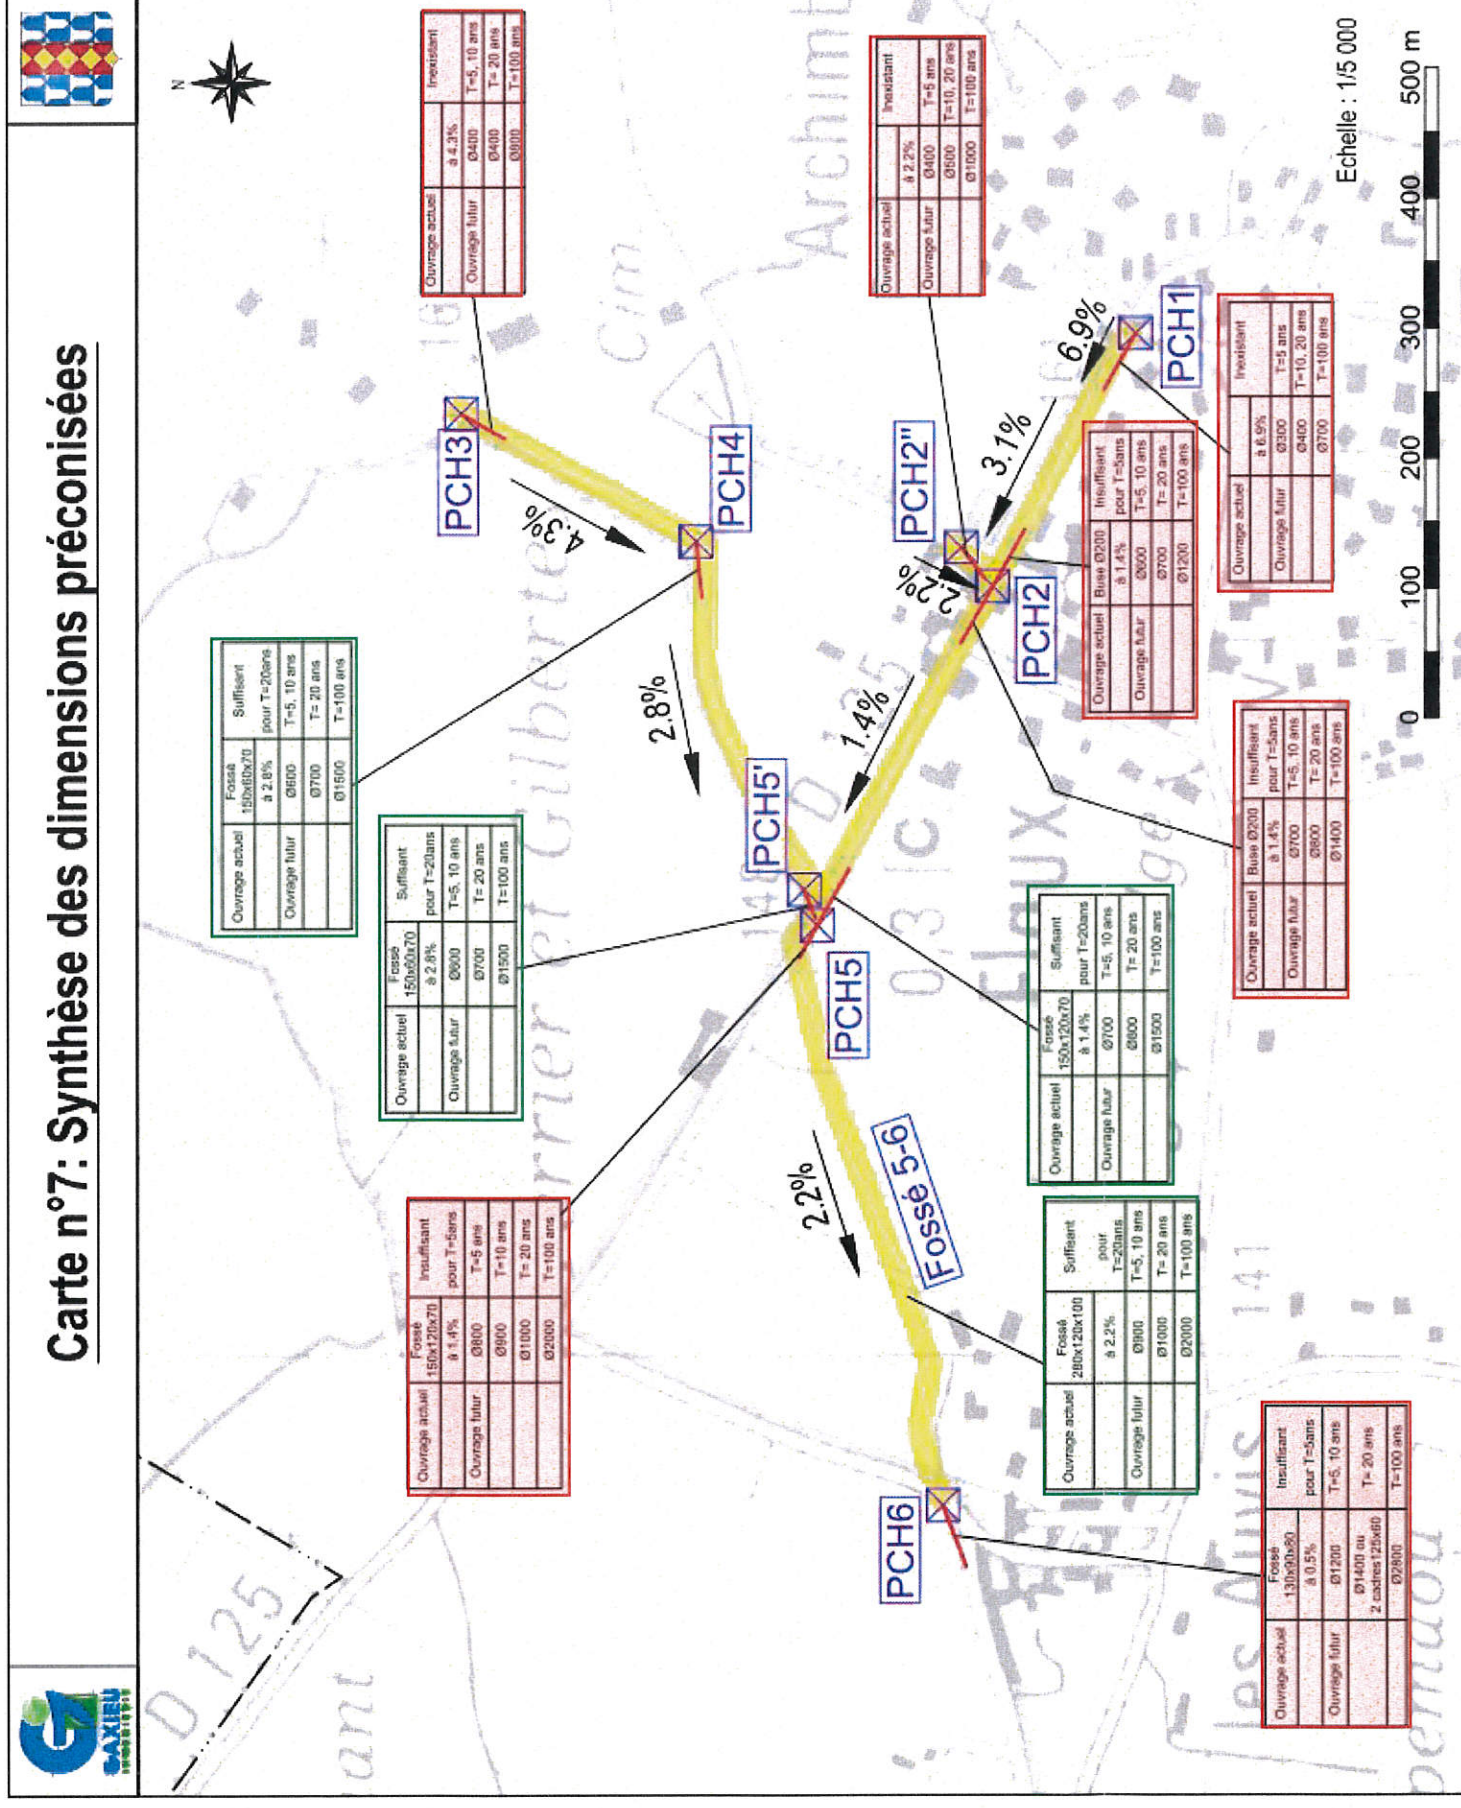 Carte n°7: Synthèse des dimensions préconisées
GAXIEU
INGENIERIE
N
D 125
ant
Ouvrage actuel Fossé 150x60x70 Suffisant
à 2.8% pour T=20ans
Ouvrage futur Ø600 T=5, 10 ans
Ø700 T= 20 ans
Ø1500 T=100 ans
Ouvrage actuel Fossé 150x60x70 Suffisant
à 2.8% pour T=20ans
Ouvrage futur Ø600 T=5, 10 ans
Ø700 T= 20 ans
Ø1500 T=100 ans
Ouvrage actuel Fossé 150x120x70 Insuffisant
à 1.4% pour T=5ans
Ouvrage futur Ø800 T=5 ans
Ø900 T=10 ans
Ø1000 T= 20 ans
Ø2000 T=100 ans
Ouvrage actuel Inexistant
à 4.3%
Ouvrage futur Ø400 T=5, 10 ans
Ø400 T= 20 ans
Ø800 T=100 ans
PCH3
4.3%
PCH4
2.8%
PCH5'
PCH5
rrier et Gilberte
Cim
Archimb
Ouvrage actuel Inexistant
à 2.2% 
Ouvrage futur Ø400 T=5 ans
Ø500 T=10, 20 ans
Ø1000 T=100 ans
PCH2"
2.2%
PCH2
3.1%
6.9%
PCH1
1.4%
2.2%
Fossé 5-6
PCH6
Flaux
Ouvrage actuel Buse Ø200 Insuffisant
à 1.4% pour T=5ans
Ouvrage futur Ø600 T=5, 10 ans
Ø700 T= 20 ans
Ø1200 T=100 ans
Ouvrage actuel Inexistant
à 6.9%
Ouvrage futur Ø300 T=5 ans
Ø400 T=10, 20 ans
Ø700 T=100 ans
Ouvrage actuel Fossé 150x120x70 Suffisant
à 1.4% pour T=20ans
Ouvrage futur Ø700 T=5, 10 ans
Ø800 T= 20 ans
Ø1500 T=100 ans
Ouvrage actuel Fossé 280x120x100 Suffisant
à 2.2% pour T=20ans
Ouvrage futur Ø900 T=5, 10 ans
Ø1000 T= 20 ans
Ø2000 T=100 ans
Ouvrage actuel Buse Ø200 Insuffisant
à 1.4% pour T=5ans
Ouvrage futur Ø700 T=5, 10 ans
Ø800 T= 20 ans
Ø1400 T=100 ans
Ouvrage actuel Fossé 130x90x80 Insuffisant
à 0.5% pour T=5ans
Ouvrage futur Ø1200 T=5, 10 ans
Ø1400 ou 2 cadres125x60 T= 20 ans
Ø2800 T=100 ans
141
Les
Echelle : 1/5 000
0 100 200 300 400 500 m